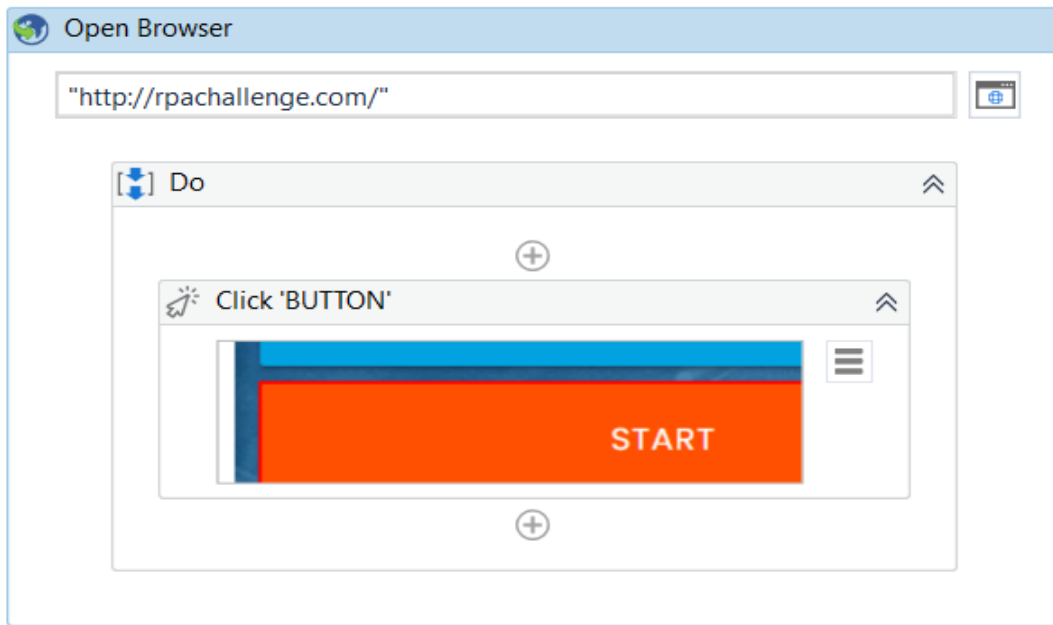 Open Browser
"http://rpachallenge.com/"
Do
Click 'BUTTON'
START